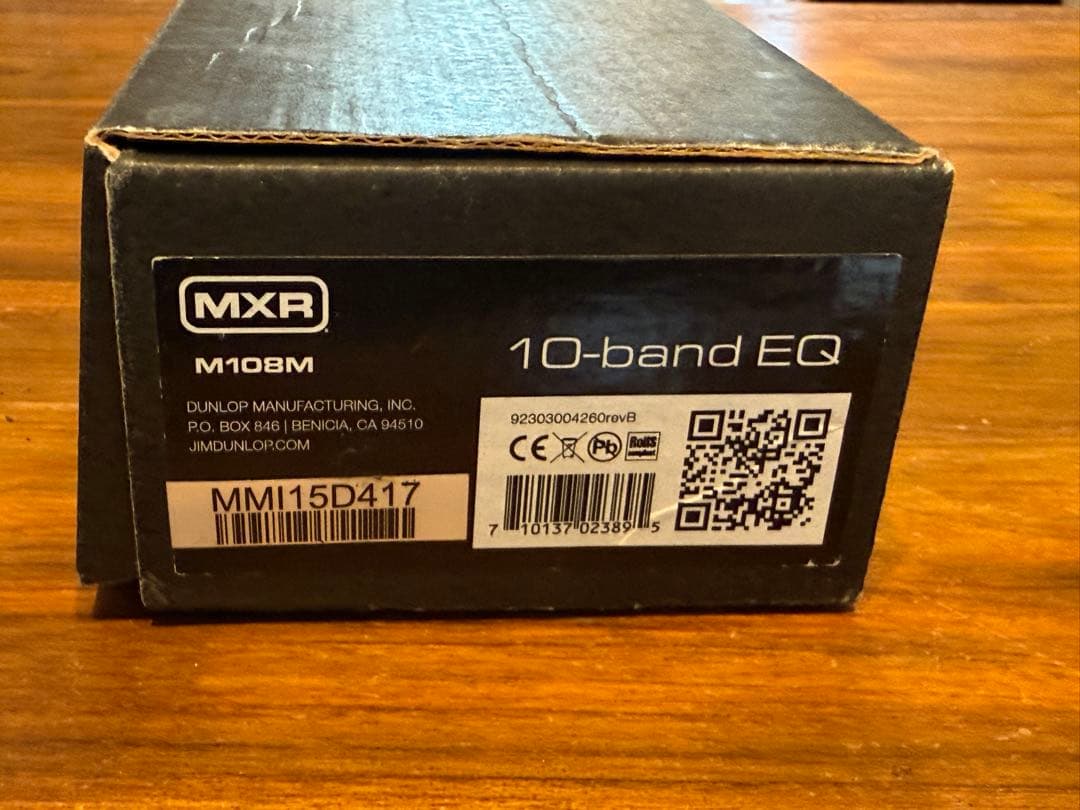 MXR
M108M
10-band EQ
DUNLOP MANUFACTURING, INC.
P.O. BOX 846 | BENICIA, CA 94510
JIMDUNLOP.COM
MMI15D417
92303004260revB
CE Pb RoHS
compliant
7 10137 02389 5